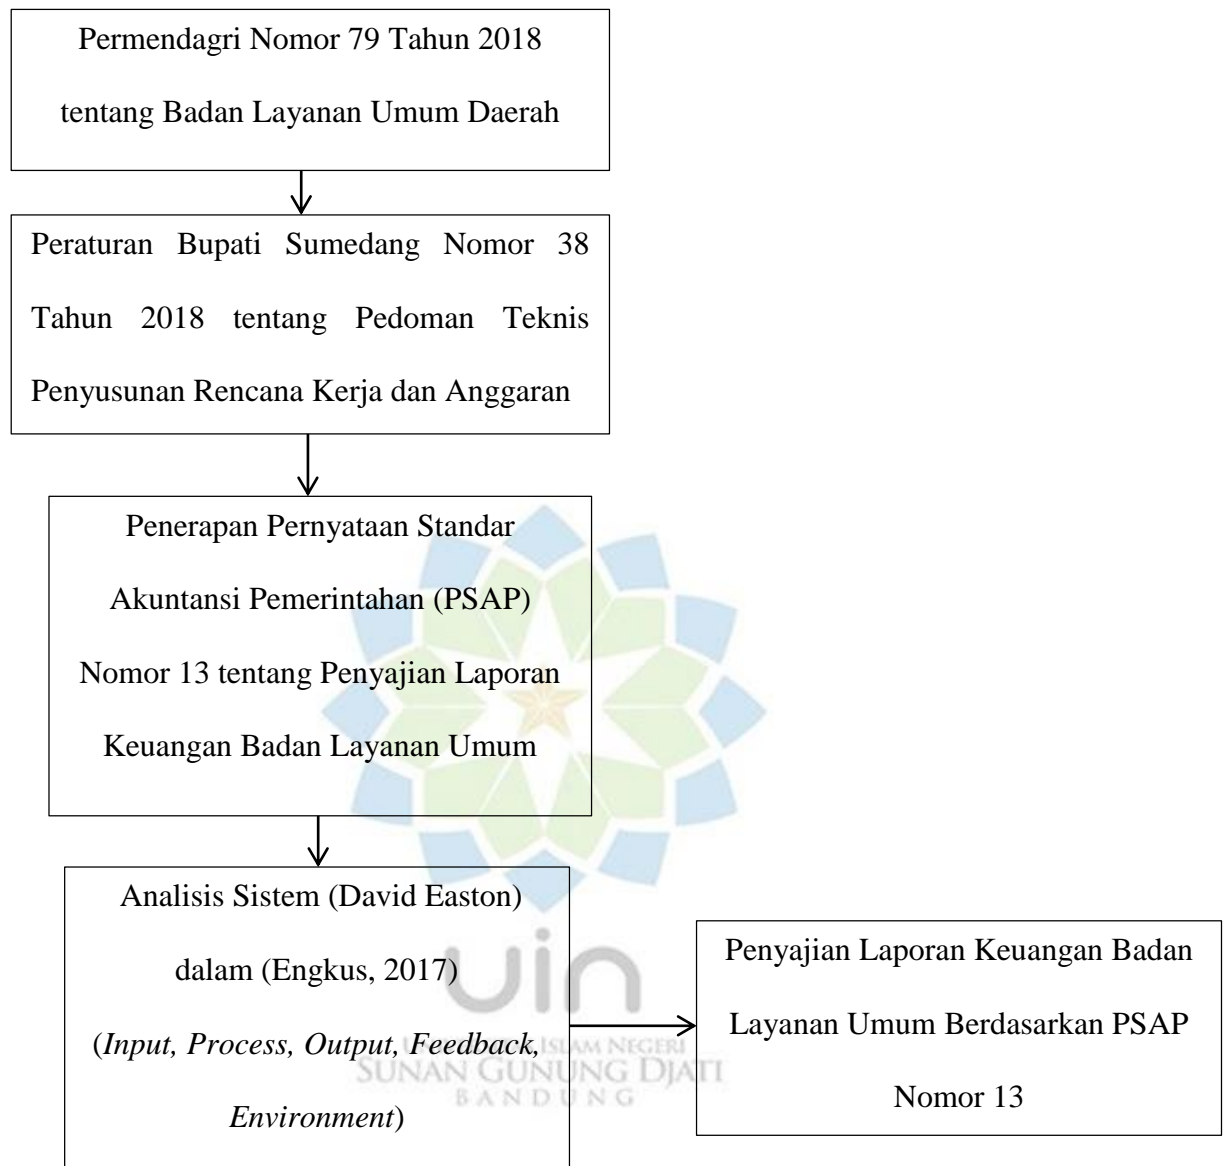 Permendagri Nomor 79 Tahun 2018
tentang Badan Layanan Umum Daerah
Peraturan Bupati Sumedang Nomor 38
Tahun 2018 tentang Pedoman Teknis
Penyusunan Rencana Kerja dan Anggaran
Penerapan Pernyataan Standar
Akuntansi Pemerintahan (PSAP)
Nomor 13 tentang Penyajian Laporan
Keuangan Badan Layanan Umum
Analisis Sistem (David Easton)
dalam (Engkus, 2017)
(Input, Process, Output, Feedback,
Environment)
Penyajian Laporan Keuangan Badan
Layanan Umum Berdasarkan PSAP
Nomor 13
uin
ISLAM NEGERI
SUNAN GUNUNG DJATI
BANDUNG